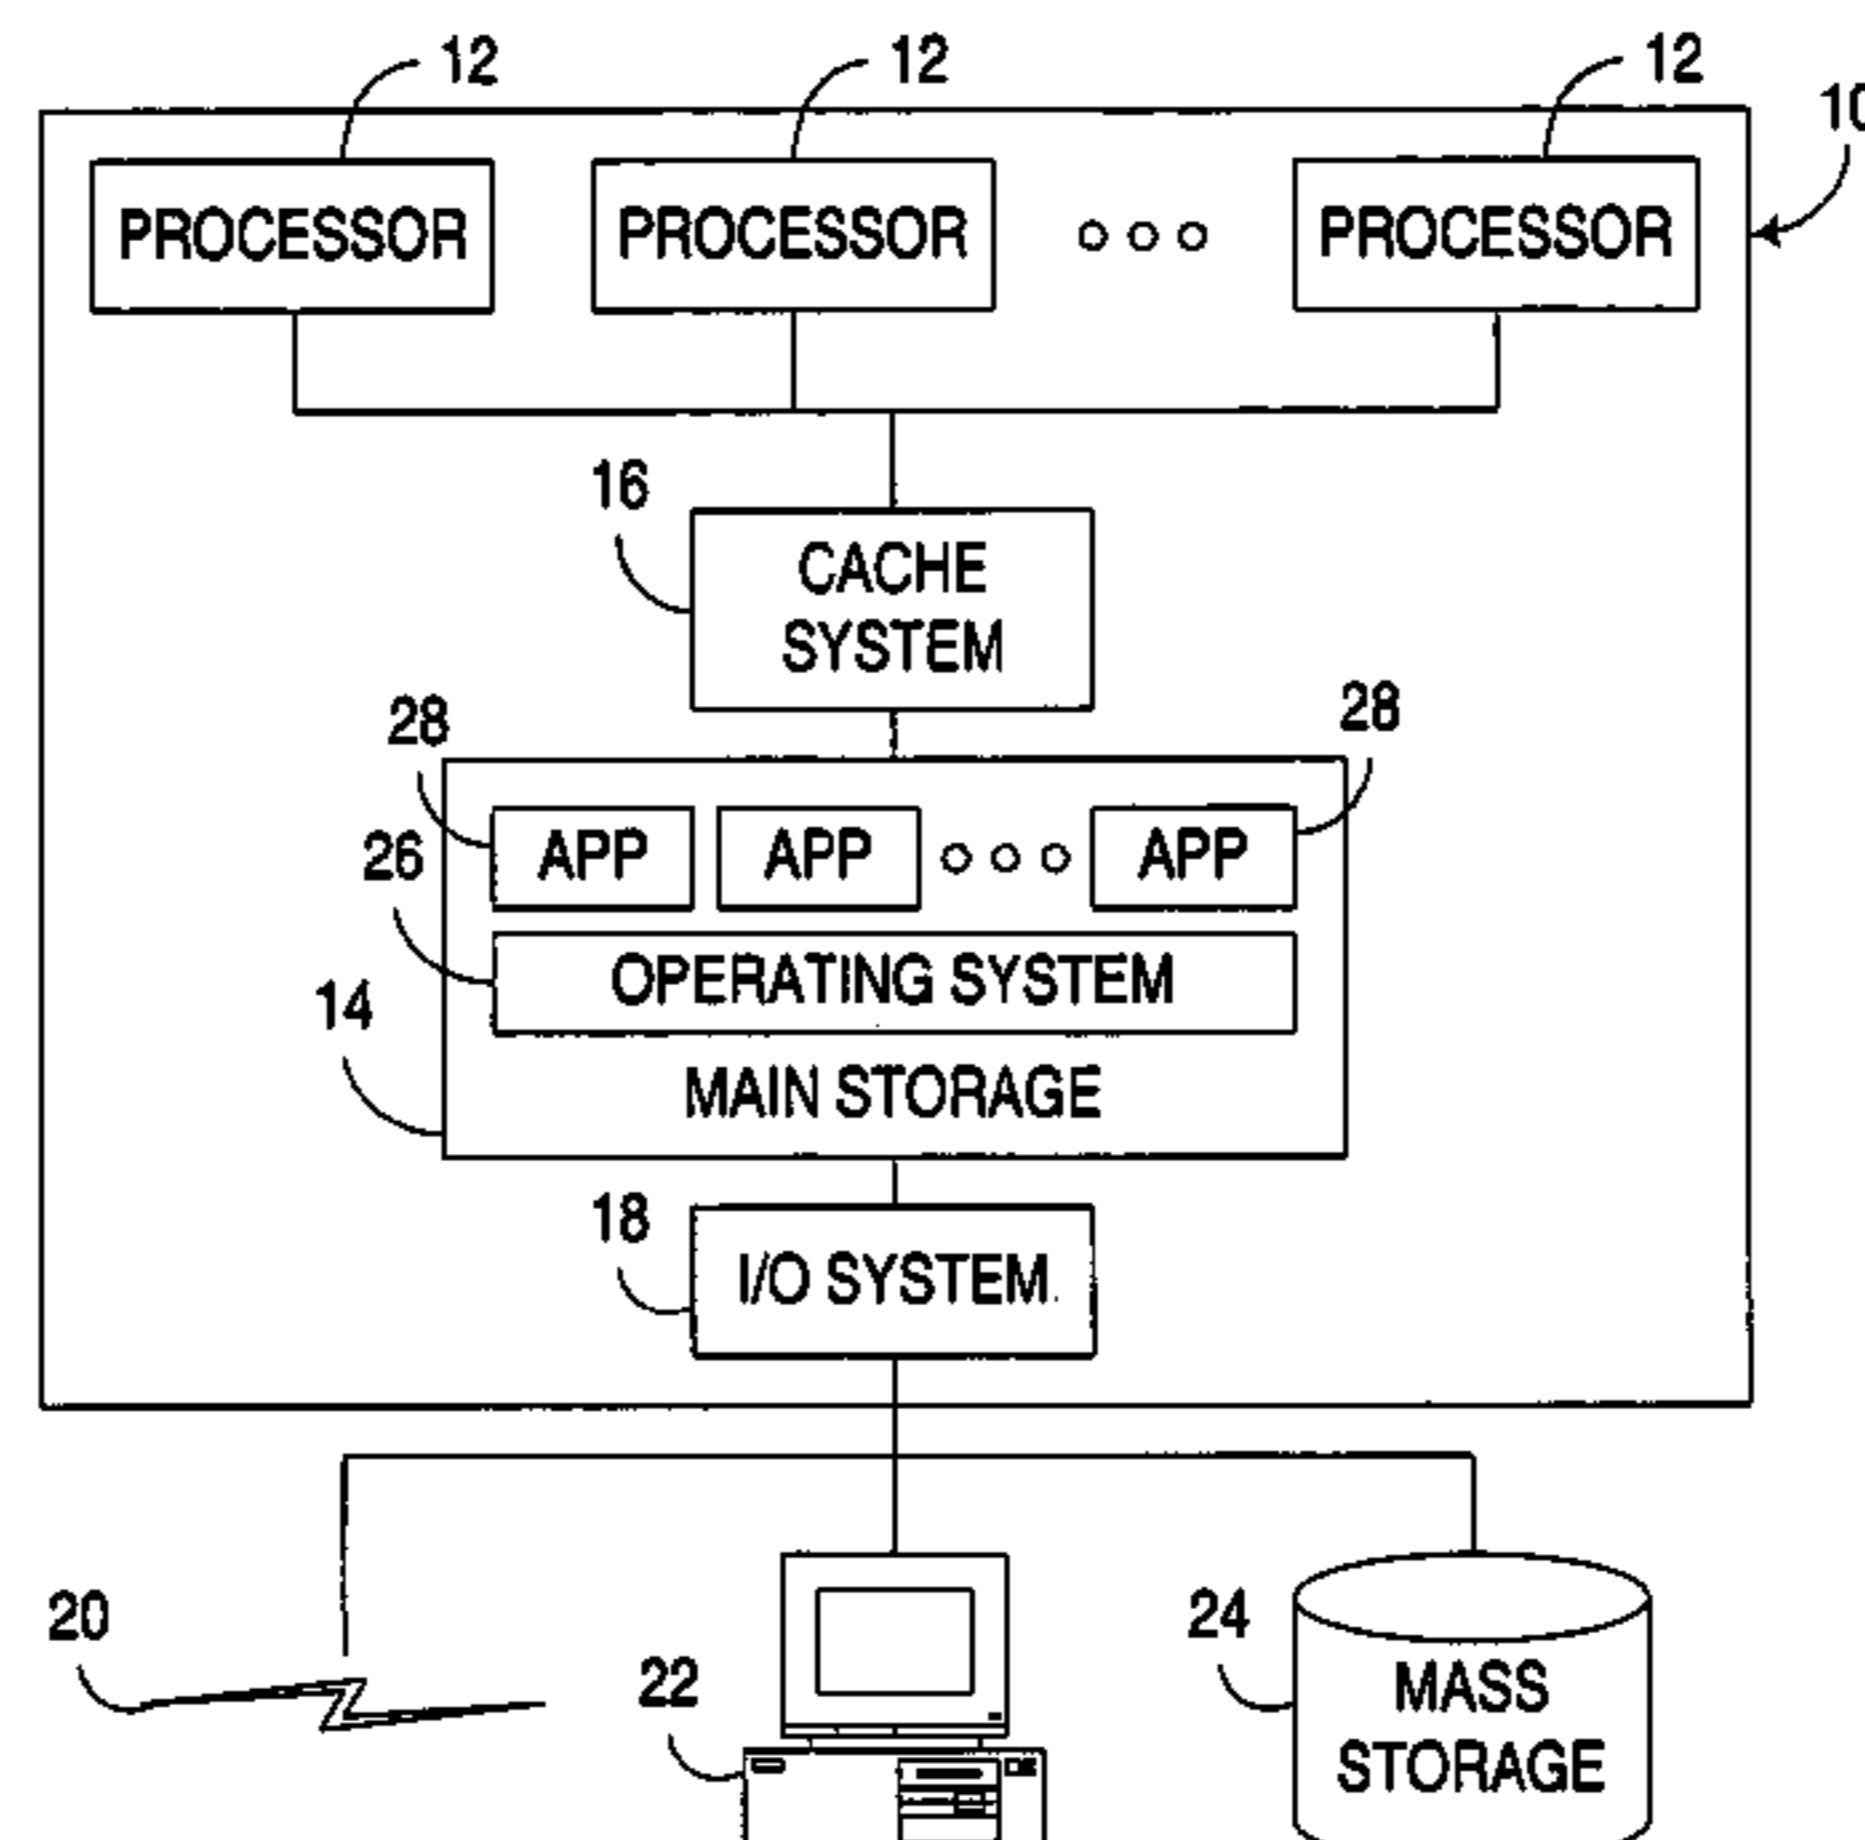 12 12 12
10
PROCESSOR PROCESSOR PROCESSOR
16
CACHE
SYSTEM
28 28
APP APP APP
26
OPERATING SYSTEM
14
MAIN STORAGE
18
I/O SYSTEM
20
24
22
MASS
STORAGE